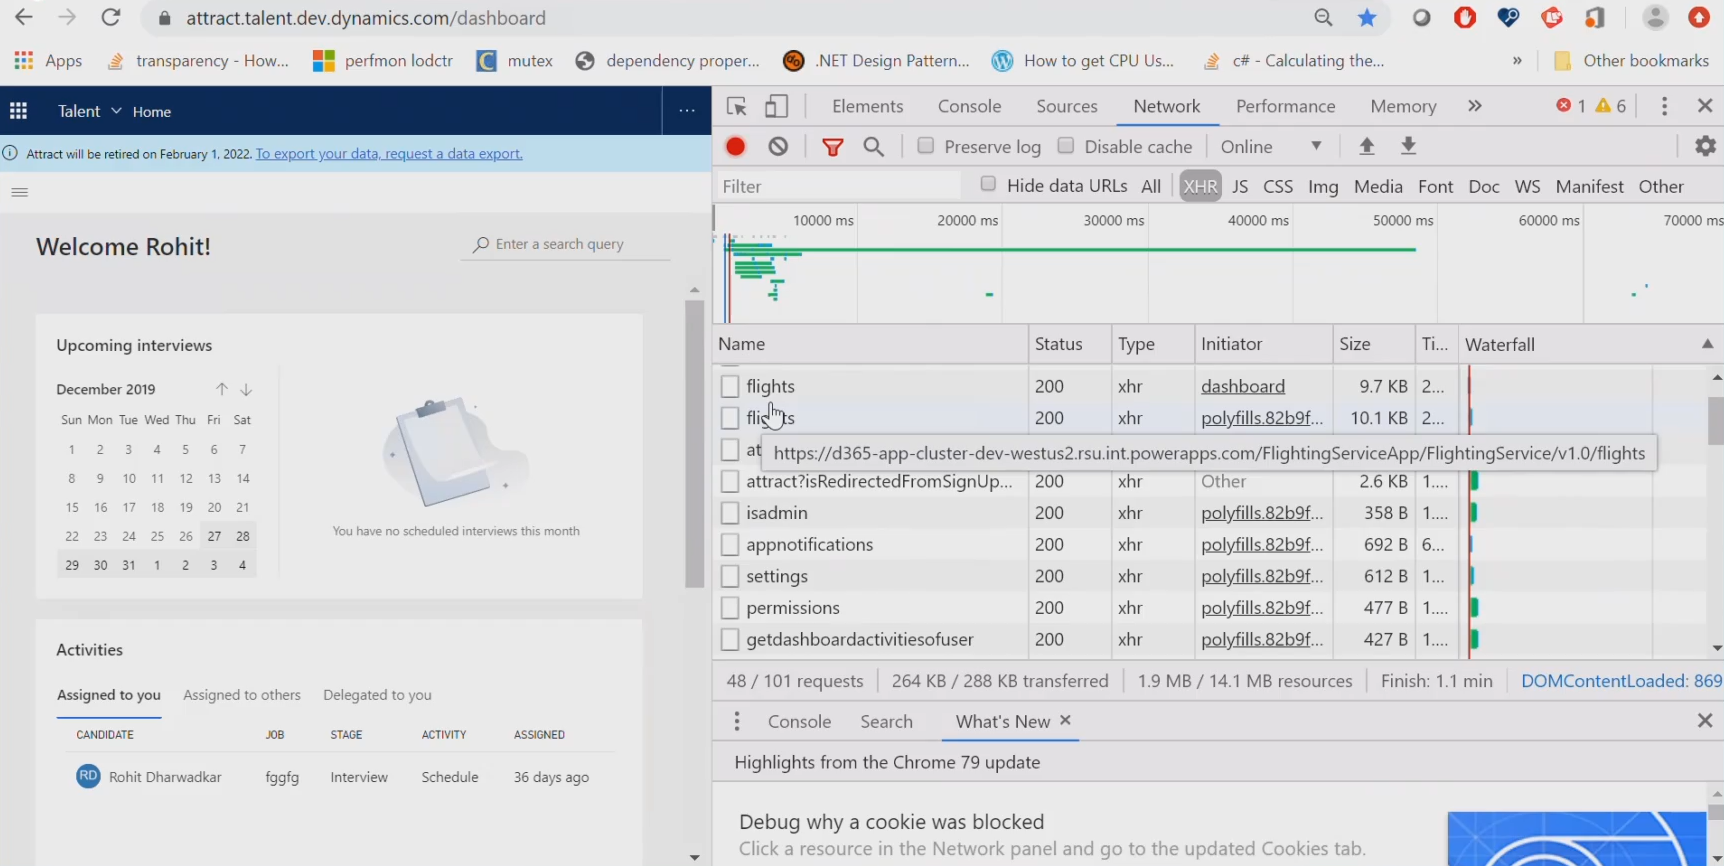 attract.talent.dev.dynamics.com/dashboard
Apps transparency - How... perfmon lodctr mutex dependency proper... .NET Design Pattern... How to get CPU Us... c# - Calculating the... » Other bookmarks
Talent Home ...
Attract will be retired on February 1, 2022. To export your data, request a data export.
Welcome Rohit!
Enter a search query
Upcoming interviews
December 2019
Sun Mon Tue Wed Thu Fri Sat
1 2 3 4 5 6 7
8 9 10 11 12 13 14
15 16 17 18 19 20 21
22 23 24 25 26 27 28
29 30 31 1 2 3 4
You have no scheduled interviews this month
Activities
Assigned to you Assigned to others Delegated to you
CANDIDATE JOB STAGE ACTIVITY ASSIGNED
RD Rohit Dharwadkar fggfg Interview Schedule 36 days ago
Elements Console Sources Network Performance Memory » 1 6
Preserve log Disable cache Online
Filter Hide data URLs All XHR JS CSS Img Media Font Doc WS Manifest Other
10000 ms 20000 ms 30000 ms 40000 ms 50000 ms 60000 ms 70000 ms
Name Status Type Initiator Size Ti... Waterfall
flights 200 xhr dashboard 9.7 KB 2...
flights 200 xhr polyfills.82b9f... 10.1 KB 2...
https://d365-app-cluster-dev-westus2.rsu.int.powerapps.com/FlightingServiceApp/FlightingService/v1.0/flights
attract?isRedirectedFromSignUp... 200 xhr Other 2.6 KB 1....
isadmin 200 xhr polyfills.82b9f... 358 B 1....
appnotifications 200 xhr polyfills.82b9f... 692 B 6...
settings 200 xhr polyfills.82b9f... 612 B 1...
permissions 200 xhr polyfills.82b9f... 477 B 1....
getdashboardactivitiesofuser 200 xhr polyfills.82b9f... 427 B 1....
48 / 101 requests 264 KB / 288 KB transferred 1.9 MB / 14.1 MB resources Finish: 1.1 min DOMContentLoaded: 869
Console Search What's New
Highlights from the Chrome 79 update
Debug why a cookie was blocked
Click a resource in the Network panel and go to the updated Cookies tab.